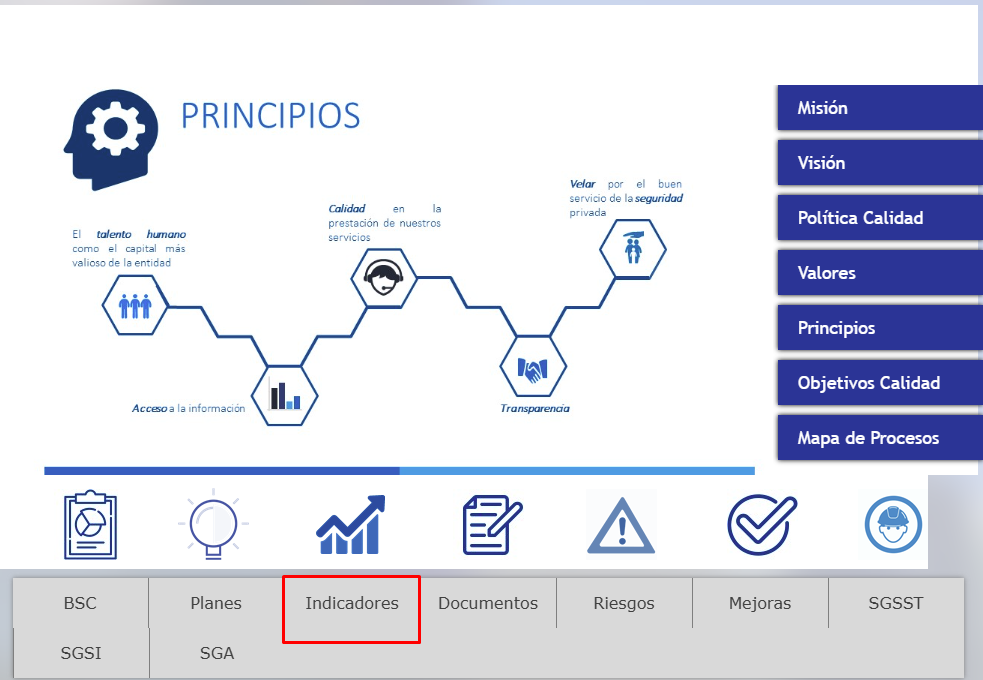 PRINCIPIOS
El talento humano
como el capital más
valioso de la entidad
Acceso a la información
Calidad en la
prestación de nuestros
servicios
Transparencia
Velar por el buen
servicio de la seguridad
privada
Misión
Visión
Política Calidad
Valores
Principios
Objetivos Calidad
Mapa de Procesos
BSC Planes Indicadores Documentos Riesgos Mejoras SGSST
SGSI SGA